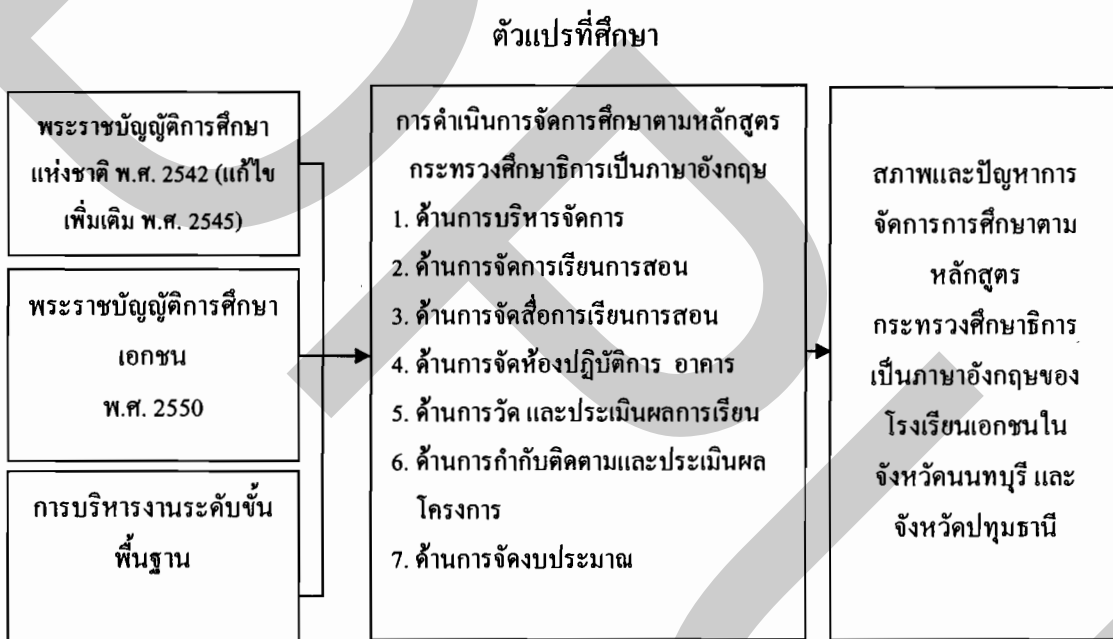 ตัวแปรที่ศึกษา
พระราชบัญญัติการศึกษา
แห่งชาติ พ.ศ. 2542 (แก้ไข
เพิ่มเติม พ.ศ. 2545)
พระราชบัญญัติการศึกษา
เอกชน
พ.ศ. 2550
การบริหารงานระดับชั้น
พื้นฐาน
การดำเนินการจัดการศึกษาตามหลักสูตร
กระทรวงศึกษาธิการเป็นภาษาอังกฤษ
1. ด้านการบริหารจัดการ
2. ด้านการจัดการเรียนการสอน
3. ด้านการจัดสื่อการเรียนการสอน
4. ด้านการจัดห้องปฏิบัติการ อาคาร
5. ด้านการวัด และประเมินผลการเรียน
6. ด้านการกำกับติดตามและประเมินผล
โครงการ
7. ด้านการจัดงบประมาณ
สภาพและปัญหาการ
จัดการการศึกษาตาม
หลักสูตร
กระทรวงศึกษาธิการ
เป็นภาษาอังกฤษของ
โรงเรียนเอกชนใน
จังหวัดนนทบุรี และ
จังหวัดปทุมธานี